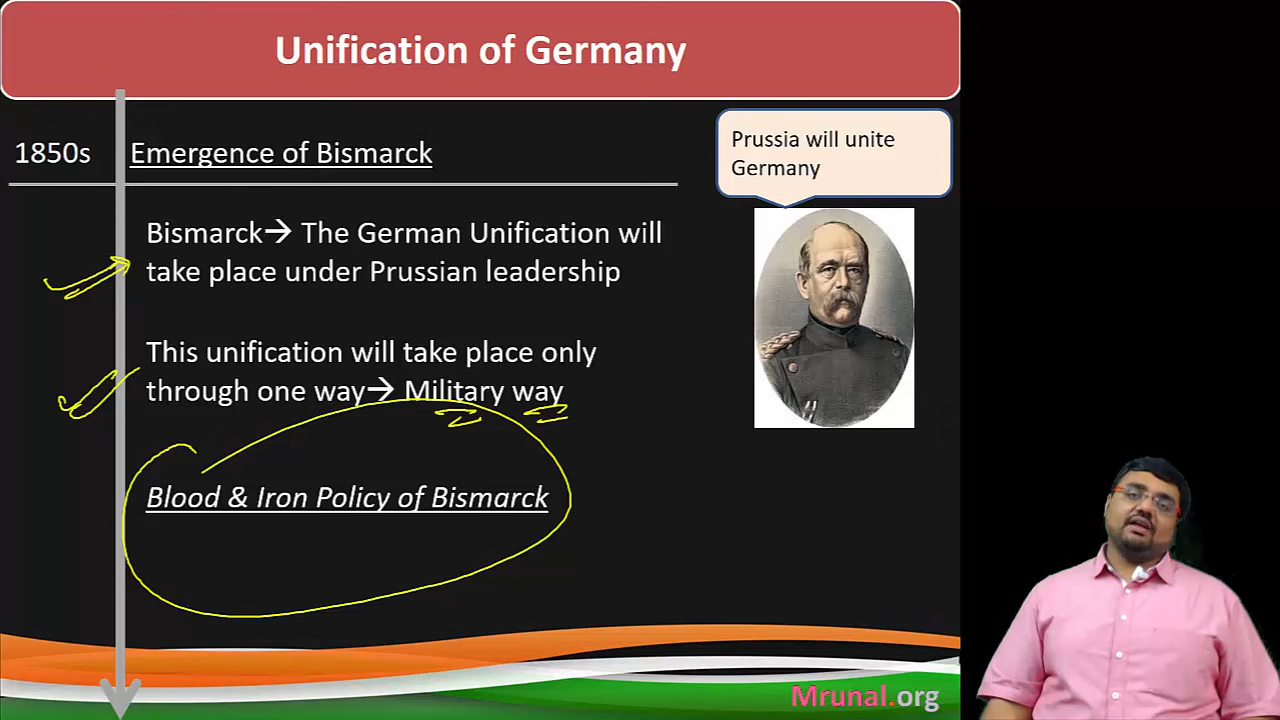 Unification of Germany
1850s Emergence of Bismarck
Prussia will unite
Germany
Bismarck→ The German Unification will
take place under Prussian leadership
This unification will take place only
through one way→ Military way
Blood & Iron Policy of Bismarck
Mrunal.org